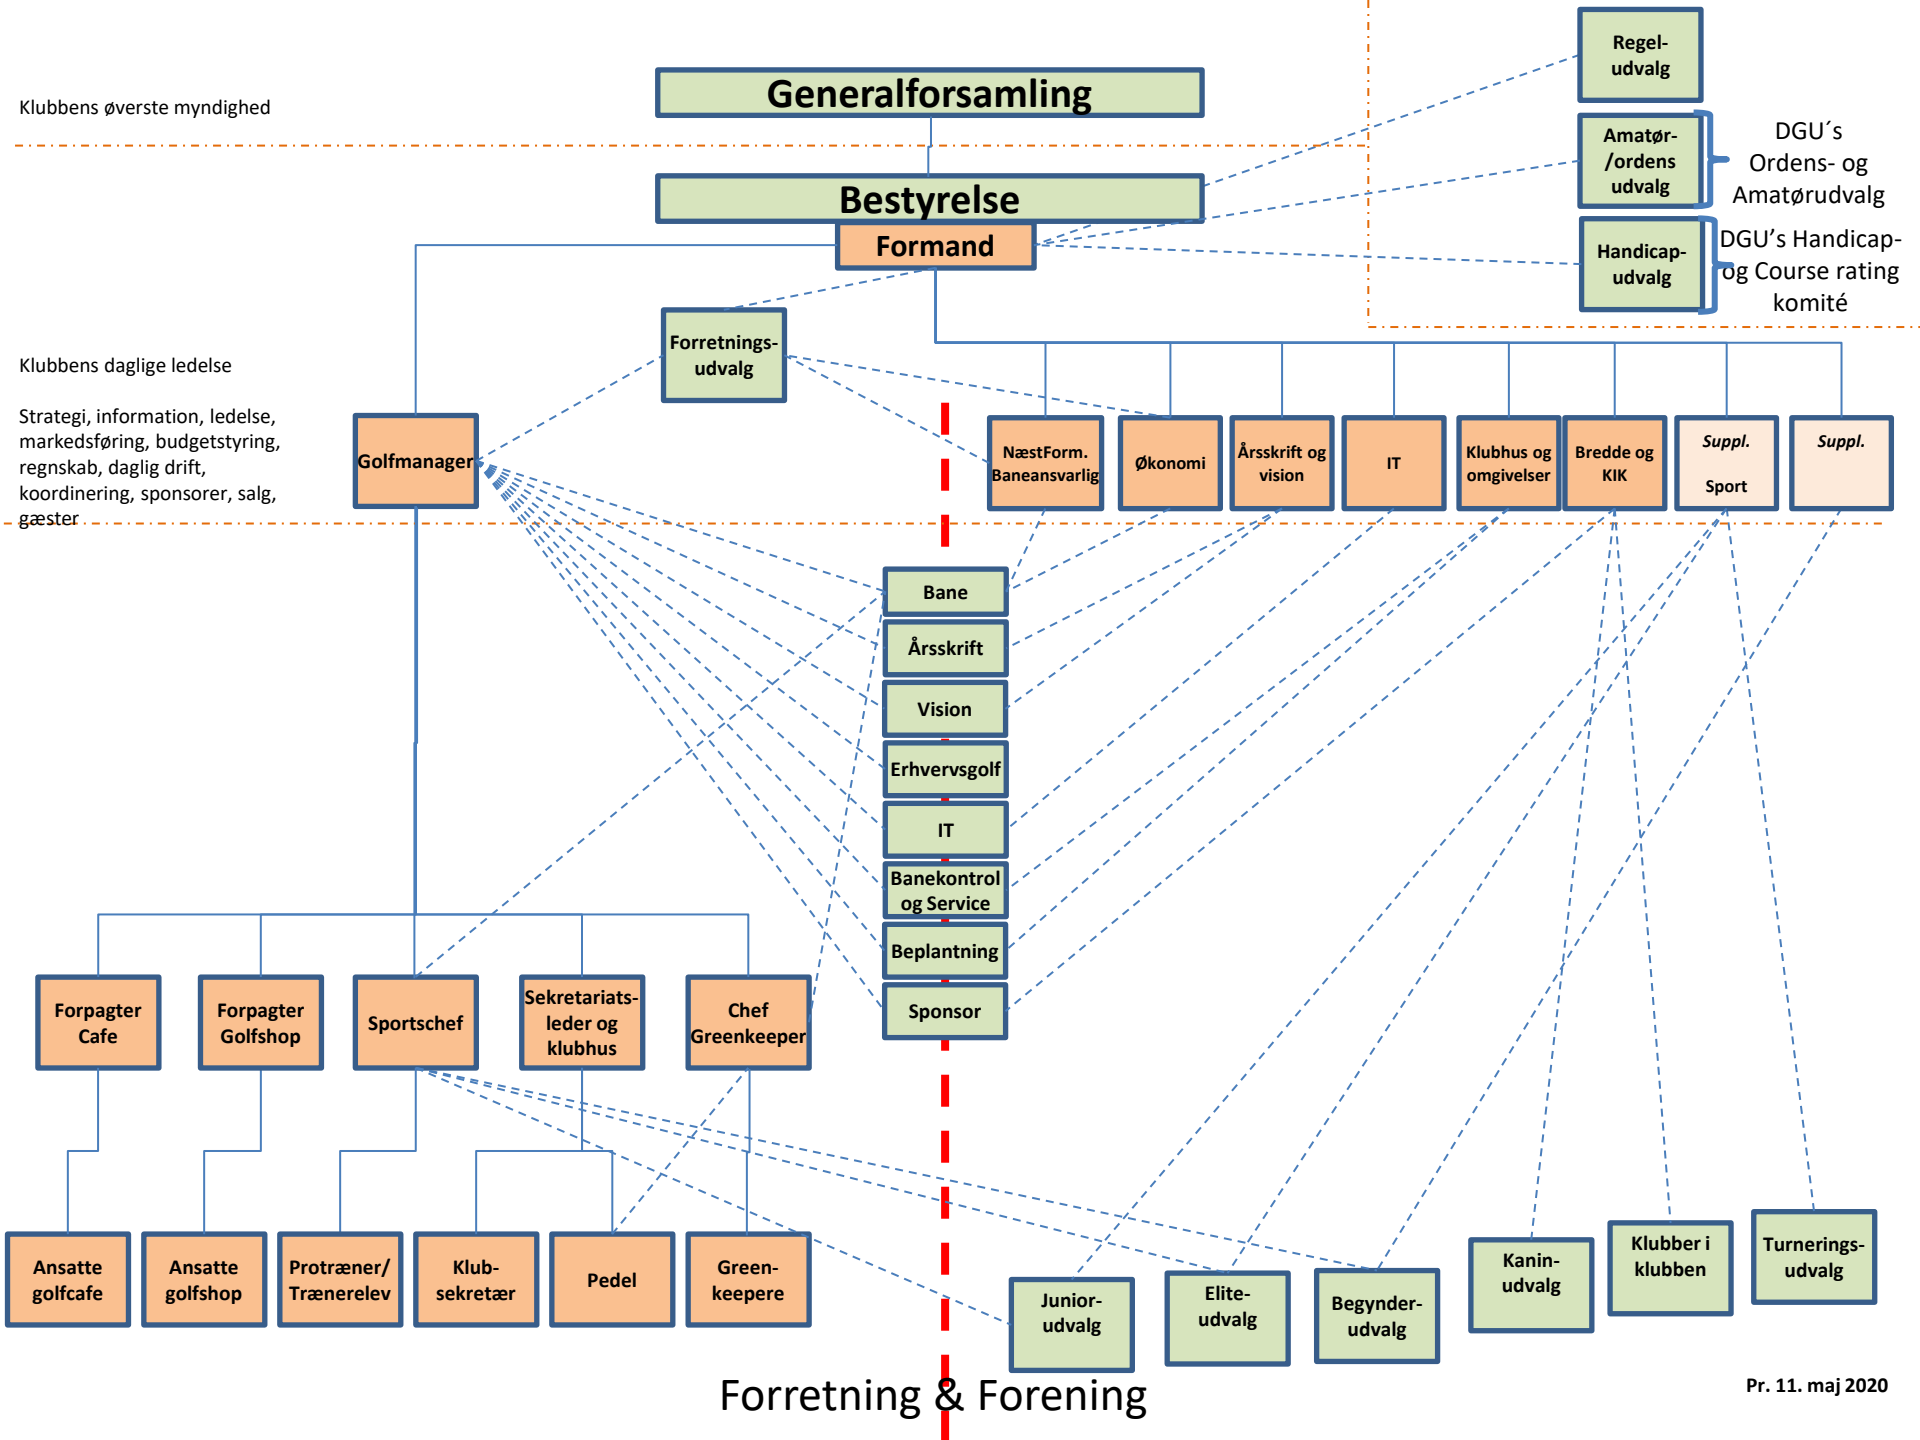 Regel-
udvalg
Generalforsamling
Klubbens øverste myndighed
Amatør-
/ordens
udvalg
DGU´s
Ordens- og
Amatørudvalg
Bestyrelse
Formand
Handicap-
udvalg
DGU's Handicap-
og Course rating
komité
Forretnings-
udvalg
Klubbens daglige ledelse
Strategi, information, ledelse,
markedsføring, budgetstyring,
regnskab, daglig drift,
koordinering, sponsorer, salg,
gæster
Golfmanager
NæstForm.
Baneansvarlig
Økonomi
Årsskrift og
vision
IT
Klubhus og
omgivelser
Bredde og
KIK
Suppl.
Sport
Suppl.
Bane
Årsskrift
Vision
Erhvervsgolf
IT
Banekontrol
og Service
Beplantning
Sponsor
Forpagter
Cafe
Forpagter
Golfshop
Sportschef
Sekretariats-
leder og
klubhus
Chef
Greenkeeper
Ansatte
golfcafe
Ansatte
golfshop
Protræner/
Trænerelev
Klub-
sekretær
Pedel
Green-
keepere
Junior-
udvalg
Elite-
udvalg
Begynder-
udvalg
Kanin-
udvalg
Klubber i
klubben
Turnerings-
udvalg
Forretning & Forening
Pr. 11. maj 2020